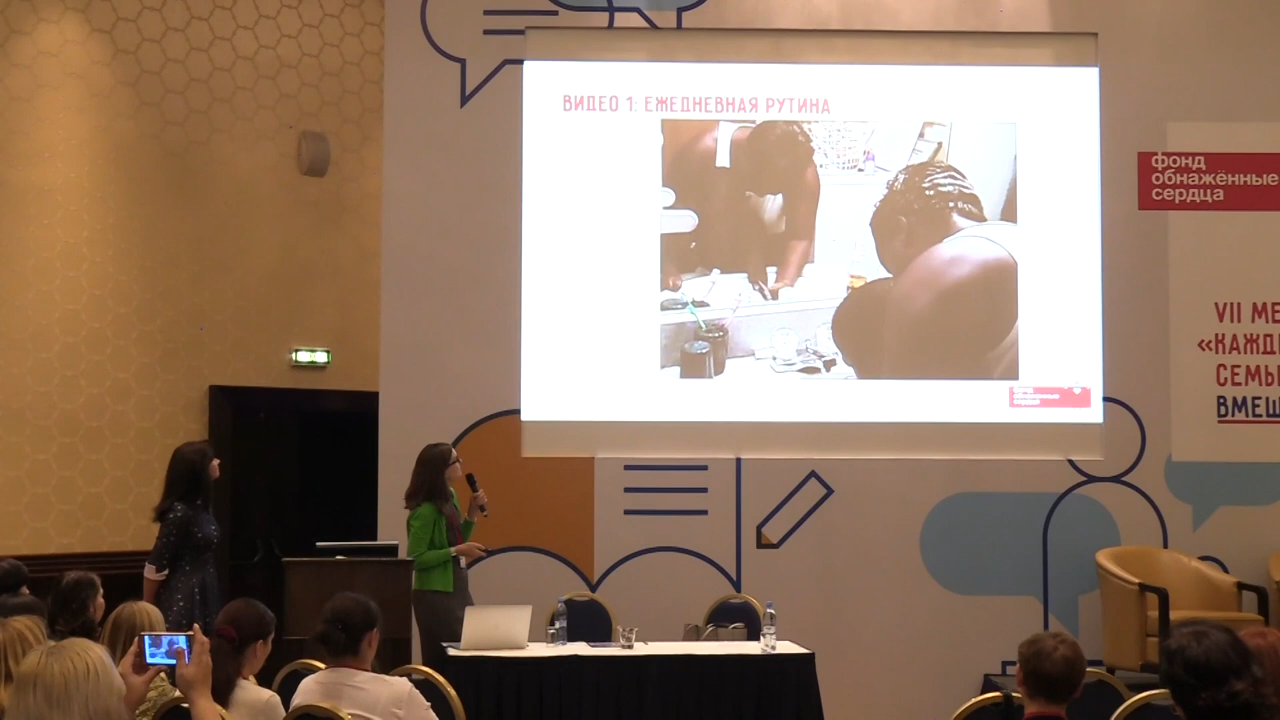 ВИДЕО 1: ЕЖЕДНЕВНАЯ РУТИНА
фонд
обнажённые
сердца
VII МЕ
«КАЖД
СЕМЬ
ВМЕШ